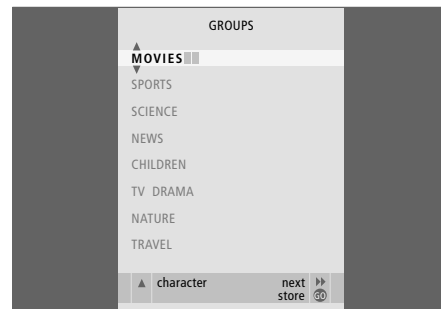 GROUPS
MOVIES
SPORTS
SCIENCE
NEWS
CHILDREN
TV DRAMA
NATURE
TRAVEL
character next
store GO